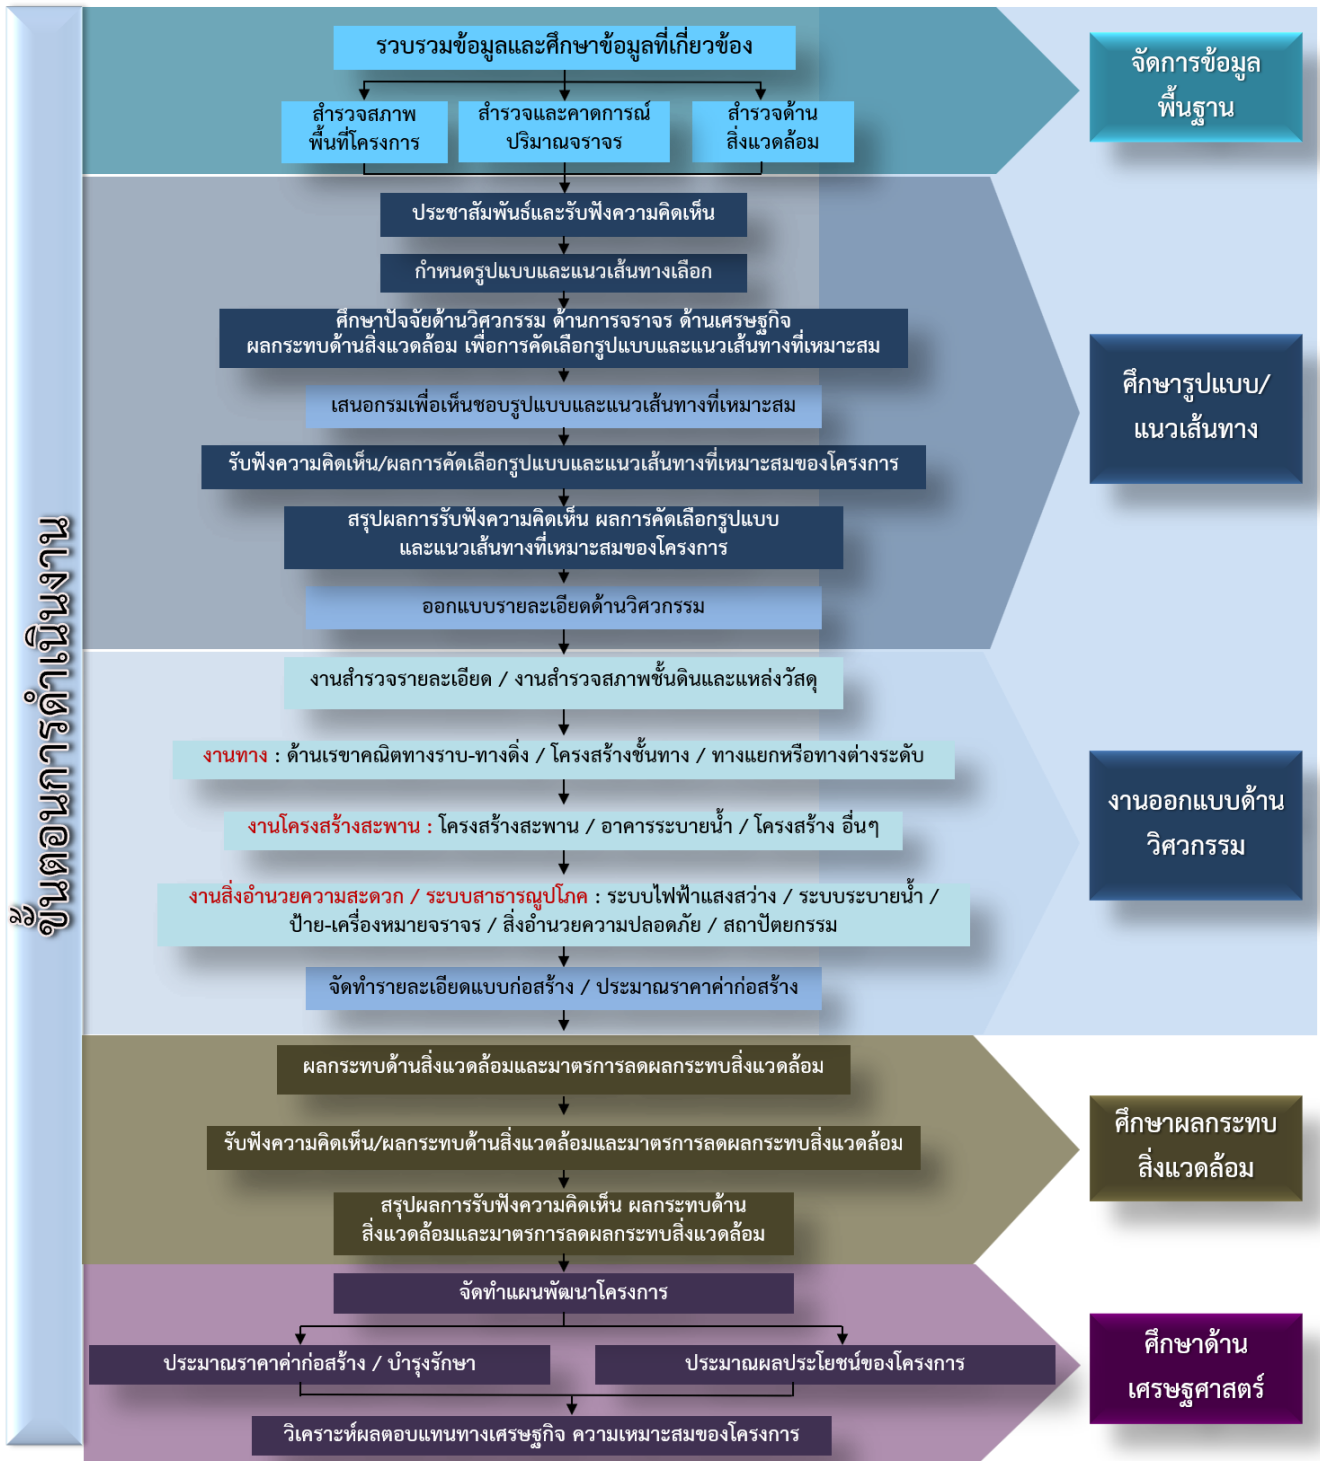 ขั้นตอนการดำเนินงาน
รวบรวมข้อมูลและศึกษาข้อมูลที่เกี่ยวข้อง
สำรวจสภาพ
พื้นที่โครงการ
สำรวจและคาดการณ์
ปริมาณจราจร
สำรวจด้าน
สิ่งแวดล้อม
จัดการข้อมูล
พื้นฐาน
ประชาสัมพันธ์และรับฟังความคิดเห็น
กำหนดรูปแบบและแนวเส้นทางเลือก
ศึกษาปัจจัยด้านวิศวกรรม ด้านการจราจร ด้านเศรษฐกิจ
ผลกระทบด้านสิ่งแวดล้อม เพื่อการคัดเลือกรูปแบบและแนวเส้นทางที่เหมาะสม
เสนอกรมเพื่อเห็นชอบรูปแบบและแนวเส้นทางที่เหมาะสม
รับฟังความคิดเห็น/ผลการคัดเลือกรูปแบบและแนวเส้นทางที่เหมาะสมของโครงการ
สรุปผลการรับฟังความคิดเห็น ผลการคัดเลือกรูปแบบ
และแนวเส้นทางที่เหมาะสมของโครงการ
ออกแบบรายละเอียดด้านวิศวกรรม
ศึกษารูปแบบ/
แนวเส้นทาง
งานสำรวจรายละเอียด / งานสำรวจสภาพชั้นดินและแหล่งวัสดุ
งานทาง : ด้านเรขาคณิตทางราบ-ทางดิ่ง / โครงสร้างชั้นทาง / ทางแยกหรือทางต่างระดับ
งานโครงสร้างสะพาน : โครงสร้างสะพาน / อาคารระบายน้ำ / โครงสร้าง อื่นๆ
งานสิ่งอำนวยความสะดวก / ระบบสาธารณูปโภค : ระบบไฟฟ้าแสงสว่าง / ระบบระบายน้ำ /
ป้าย-เครื่องหมายจราจร / สิ่งอำนวยความปลอดภัย / สถาปัตยกรรม
จัดทำรายละเอียดแบบก่อสร้าง / ประมาณราคาค่าก่อสร้าง
งานออกแบบด้าน
วิศวกรรม
ผลกระทบด้านสิ่งแวดล้อมและมาตรการลดผลกระทบสิ่งแวดล้อม
รับฟังความคิดเห็น/ผลกระทบด้านสิ่งแวดล้อมและมาตรการลดผลกระทบสิ่งแวดล้อม
สรุปผลการรับฟังความคิดเห็น ผลกระทบด้าน
สิ่งแวดล้อมและมาตรการลดผลกระทบสิ่งแวดล้อม
ศึกษาผลกระทบ
สิ่งแวดล้อม
จัดทำแผนพัฒนาโครงการ
ประมาณราคาค่าก่อสร้าง / บำรุงรักษา
ประมาณผลประโยชน์ของโครงการ
วิเคราะห์ผลตอบแทนทางเศรษฐกิจ ความเหมาะสมของโครงการ
ศึกษาด้าน
เศรษฐศาสตร์